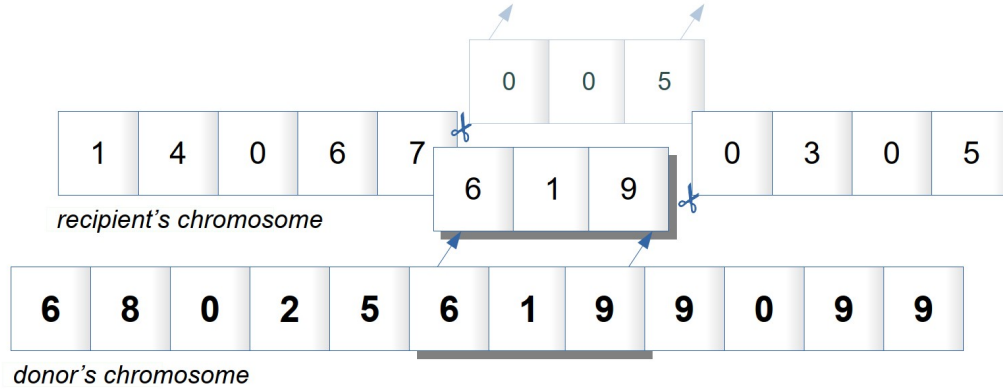 0 0 5
1 4 0 6 7
0 3 0 5
6 1 9
recipient's chromosome
6 8 0 2 5 6 1 9 9 0 9 9
donor's chromosome